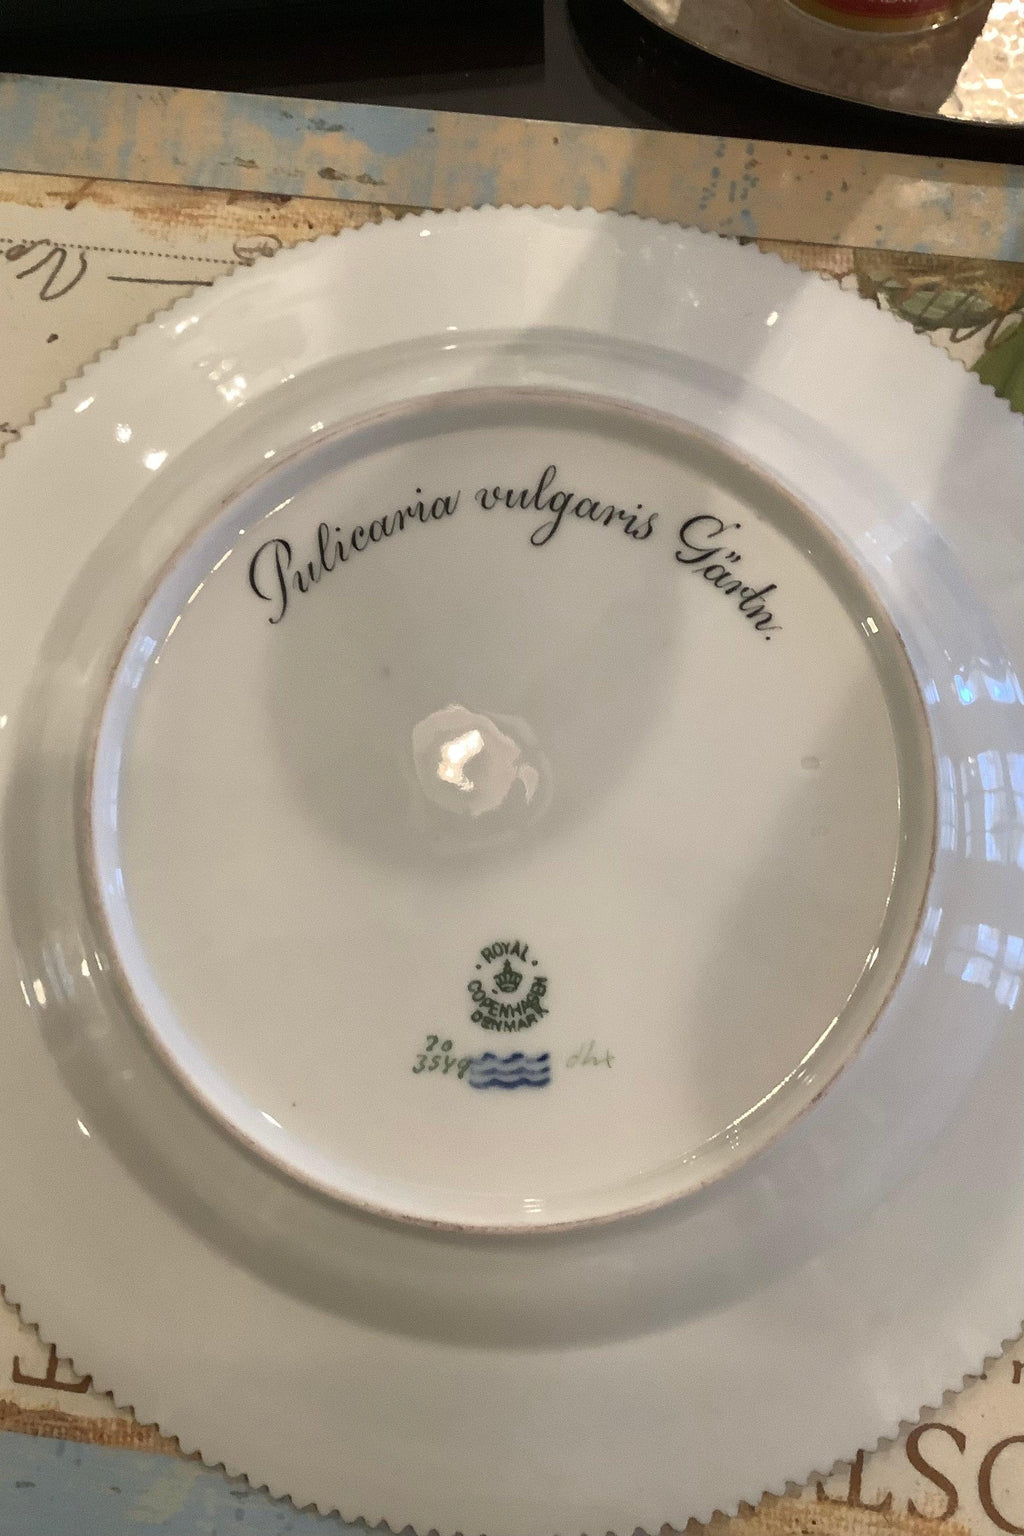 Pulicaria vulgaris Gärtn.
ROYAL
COPENHAGEN
DENMARK
20
3549